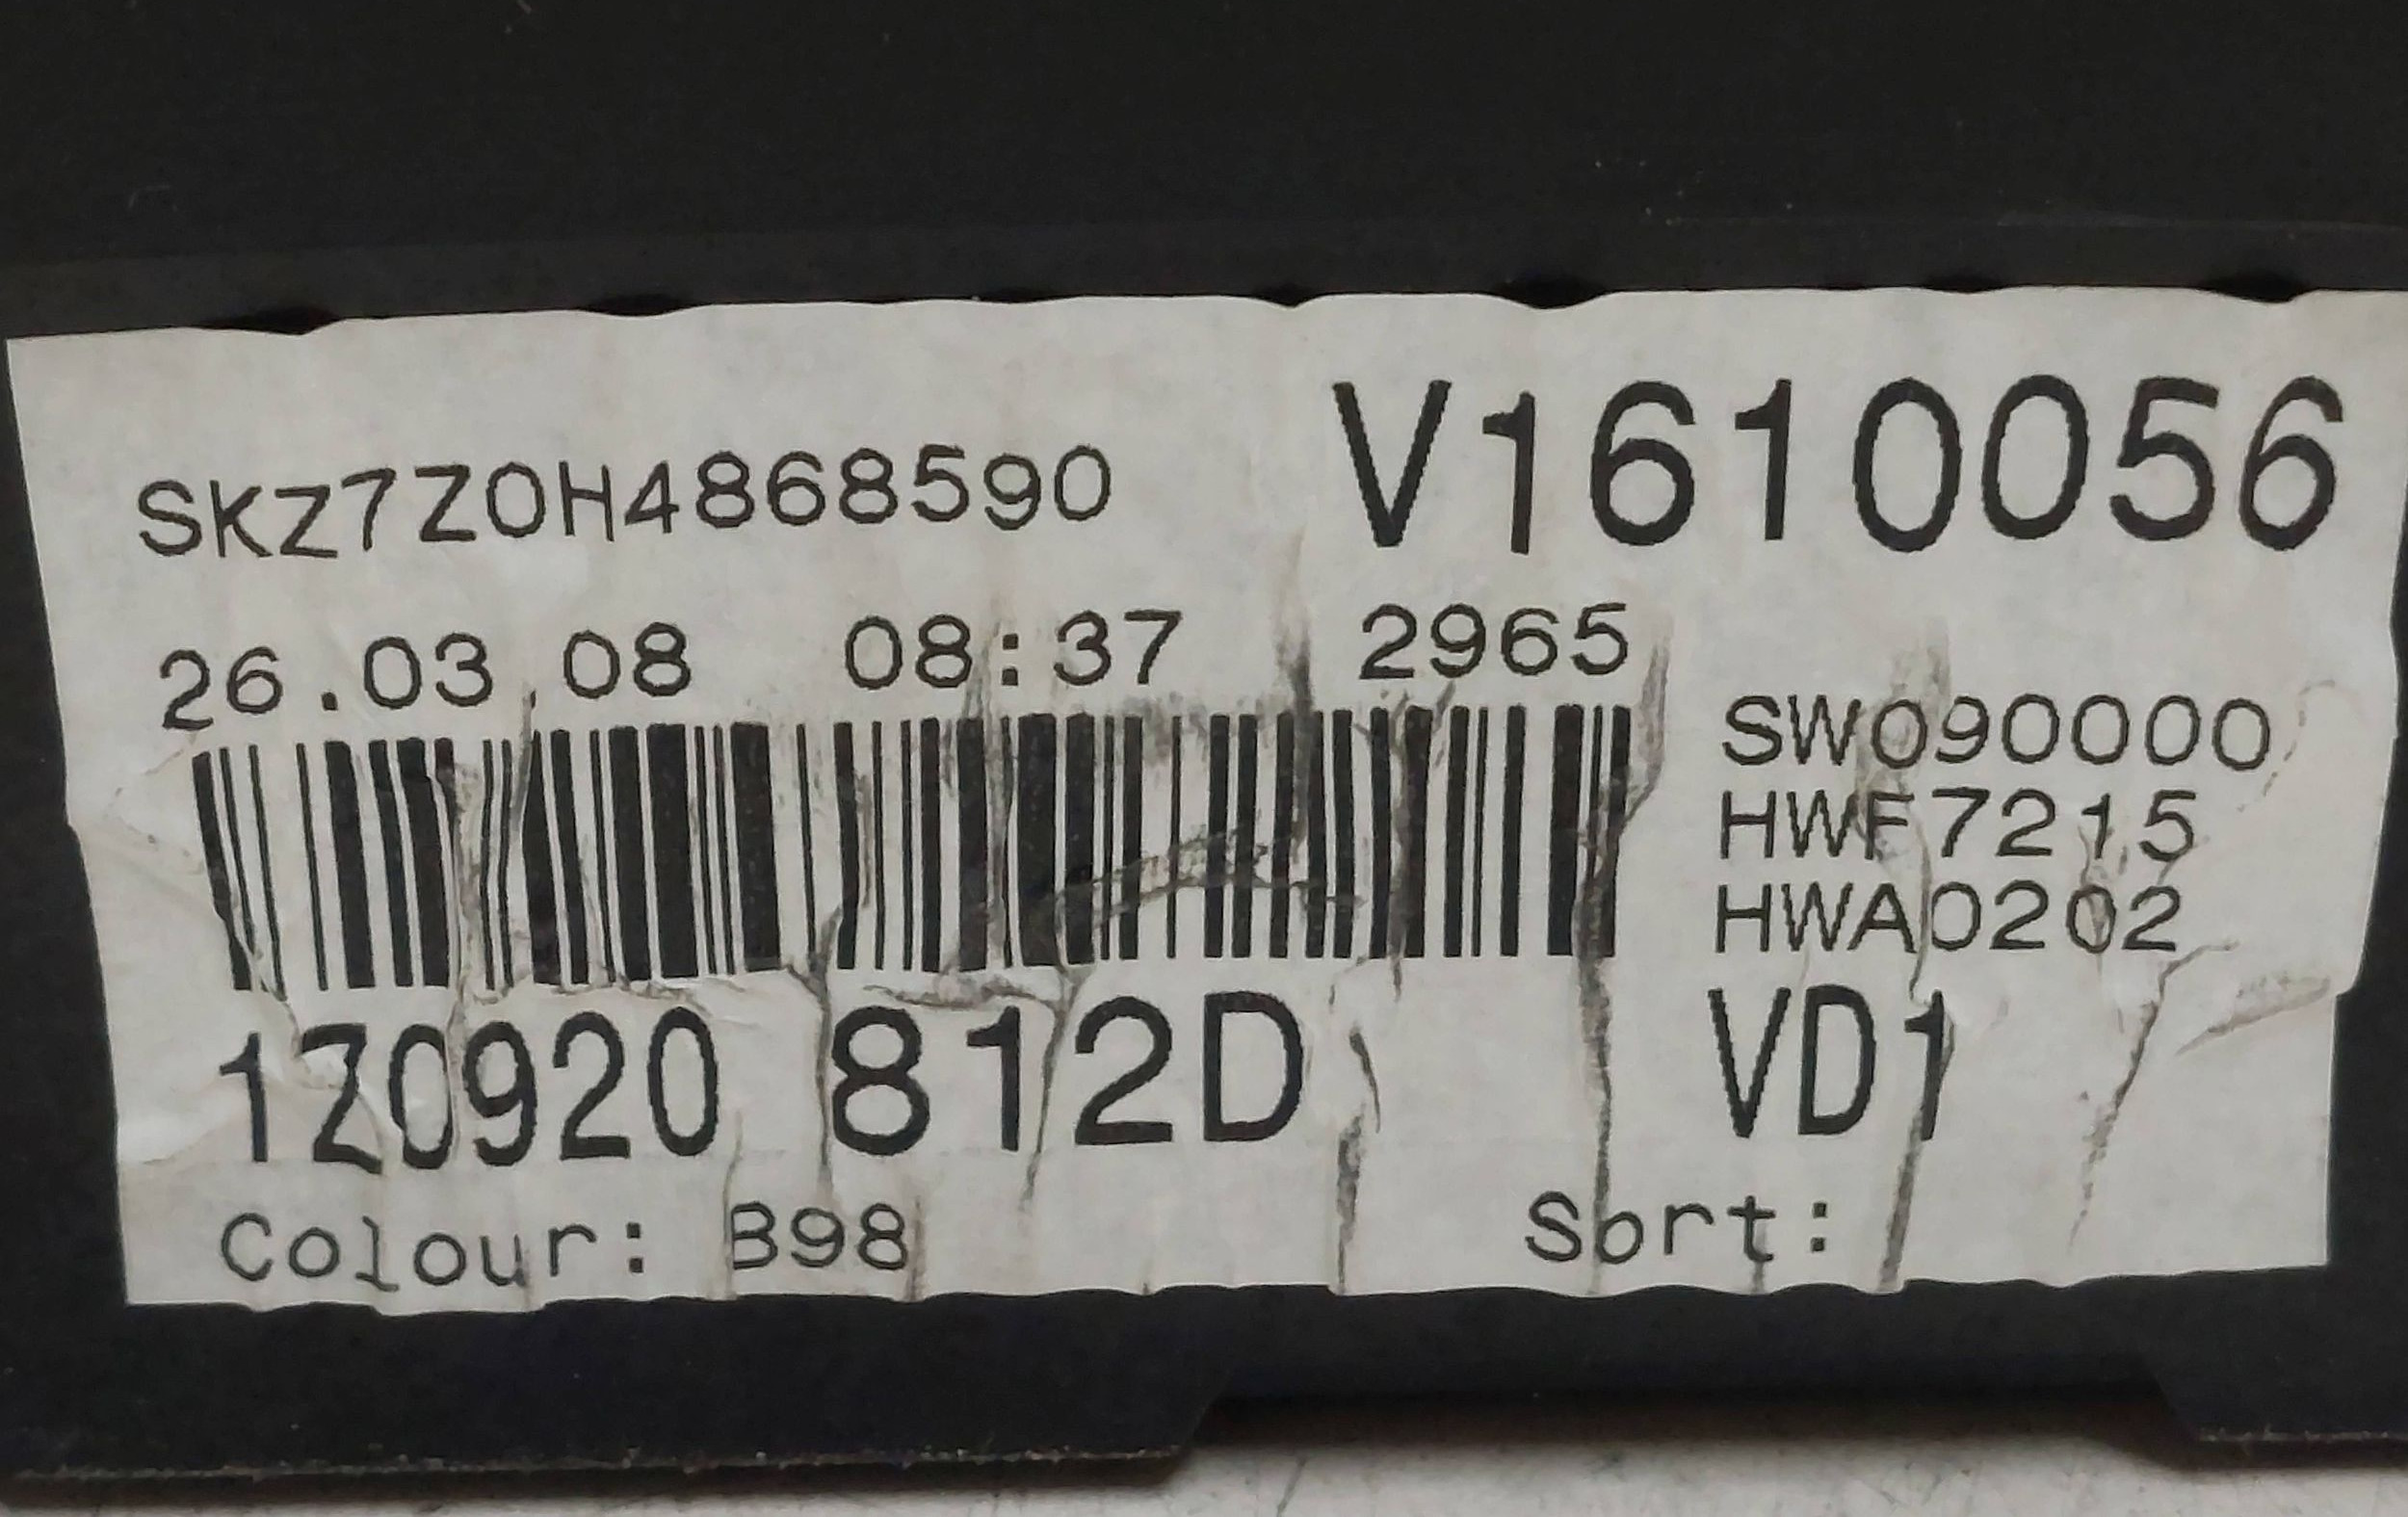 SKZ7Z0H4868590 V1610056
26.03.08 08:37 2965
SW090000
HWF7215
HWA0202
1Z0920 812D VD1
Colour: B98 Sort: